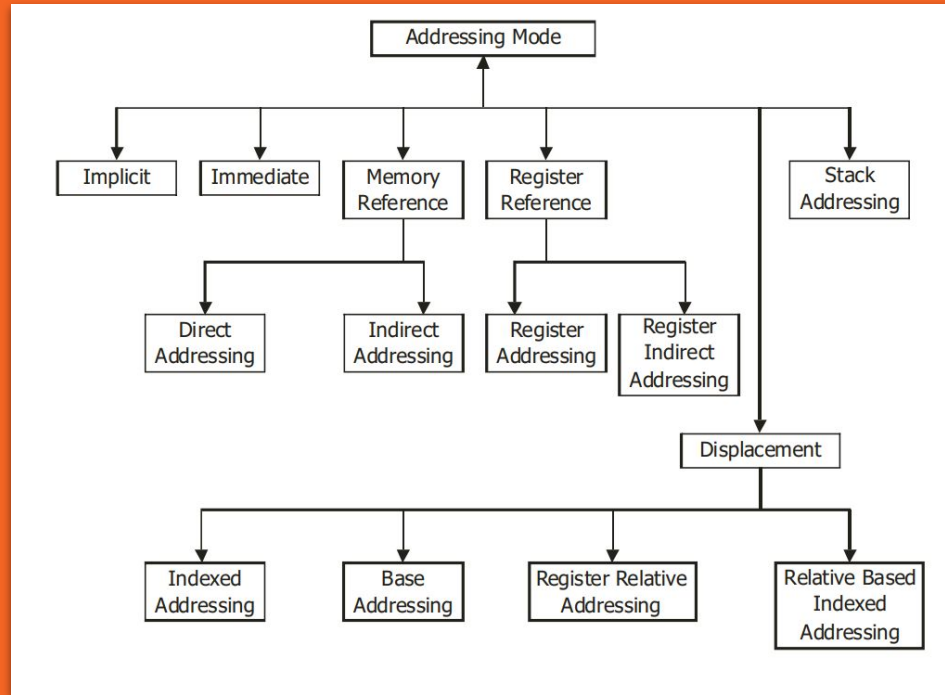 Addressing Mode
Implicit
Immediate
Memory
Reference
Register
Reference
Stack
Addressing
Direct
Addressing
Indirect
Addressing
Register
Addressing
Register
Indirect
Addressing
Displacement
Indexed
Addressing
Base
Addressing
Register Relative
Addressing
Relative Based
Indexed
Addressing